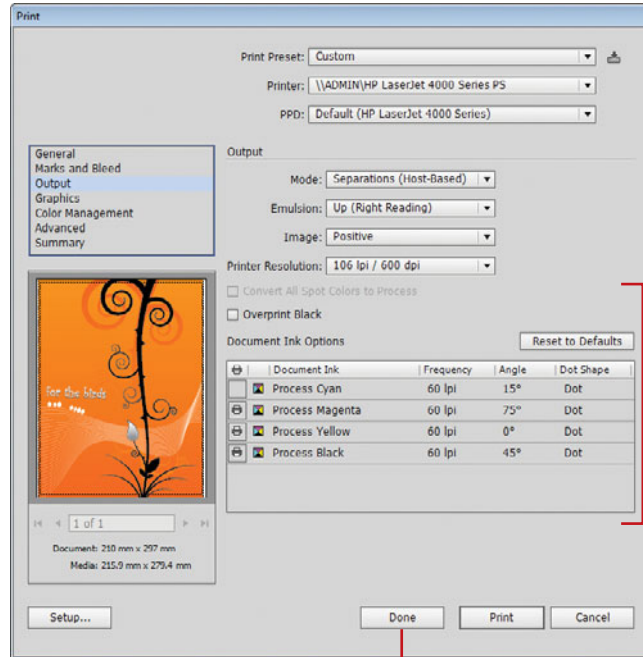 Print
Print Preset: Custom
Printer: \\ADMIN\HP LaserJet 4000 Series PS
PPD: Default (HP LaserJet 4000 Series)
General
Marks and Bleed
Output
Graphics
Color Management
Advanced
Summary
Output
Mode: Separations (Host-Based)
Emulsion: Up (Right Reading)
Image: Positive
Printer Resolution: 106 lpi / 600 dpi
Convert All Spot Colors to Process
Overprint Black
Document Ink Options Reset to Defaults
Document Ink Frequency Angle Dot Shape
Process Cyan 60 lpi 15° Dot
Process Magenta 60 lpi 75° Dot
Process Yellow 60 lpi 0° Dot
Process Black 60 lpi 45° Dot
For the birds
1 of 1
Document: 210 mm x 297 mm
Media: 215.9 mm x 279.4 mm
Setup... Done Print Cancel